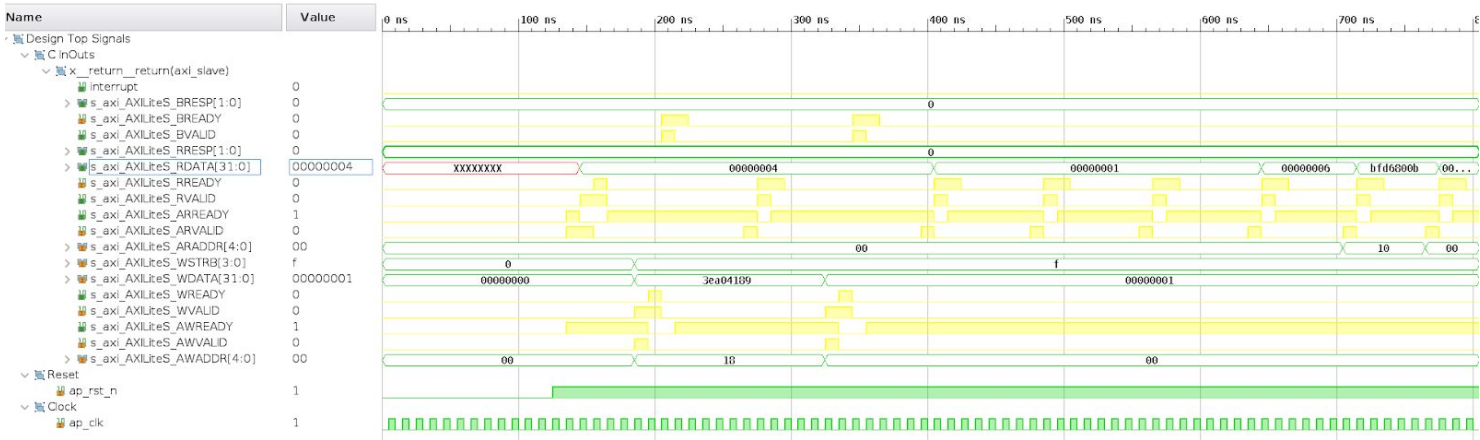 Name Value 0 ns 100 ns 200 ns 300 ns 400 ns 500 ns 600 ns 700 ns
Design Top Signals
C InOuts
x__return__return(axi_slave)
interrupt 0
s_axi_AXILiteS_BRESP[1:0] 0 0
s_axi_AXILiteS_BREADY 0
s_axi_AXILiteS_BVALID 0
s_axi_AXILiteS_RRESP[1:0] 0 0
s_axi_AXILiteS_RDATA[31:0] 00000004 XXXXXXXX 00000004 00000001 00000006 bfd6800b 00...
s_axi_AXILiteS_RREADY 0
s_axi_AXILiteS_RVALID 0
s_axi_AXILiteS_ARREADY 1
s_axi_AXILiteS_ARVALID 0
s_axi_AXILiteS_ARADDR[4:0] 00 00 10 00
s_axi_AXILiteS_WSTRB[3:0] f 0 f
s_axi_AXILiteS_WDATA[31:0] 00000001 00000000 3ea04189 00000001
s_axi_AXILiteS_WREADY 0
s_axi_AXILiteS_WVALID 0
s_axi_AXILiteS_AWREADY 1
s_axi_AXILiteS_AWVALID 0
s_axi_AXILiteS_AWADDR[4:0] 00 00 18 00
Reset
ap_rst_n 1
Clock
ap_clk 1